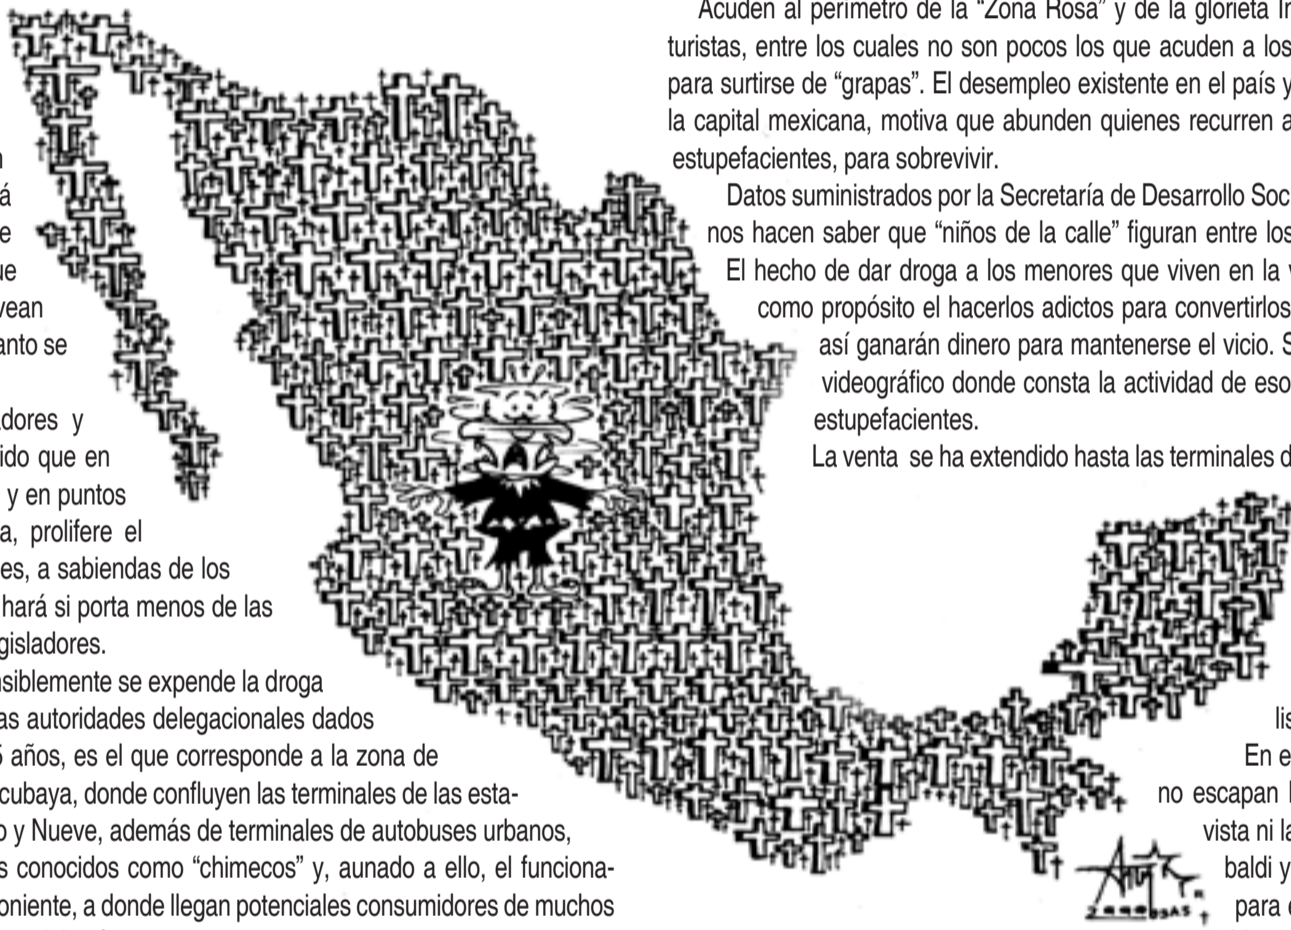 á
e
ue
vean
anto se
dores y
ido que en
y en puntos
a, prolifere el
es, a sabiendas de los
hará si porta menos de las
gisladores.
nsiblemente se expende la droga
as autoridades delegacionales dados
5 años, es el que corresponde a la zona de
cubaya, donde confluyen las terminales de las esta-
o y Nueve, además de terminales de autobuses urbanos,
s conocidos como “chimecos” y, aunado a ello, el funciona-
oniente, a donde llegan potenciales consumidores de muchos
Acuden al perímetro de la “Zona Rosa” y de la glorieta In
turistas, entre los cuales no son pocos los que acuden a los
para surtirse de “grapas”. El desempleo existente en el país y
la capital mexicana, motiva que abunden quienes recurren a
estupefacientes, para sobrevivir.
Datos suministrados por la Secretaría de Desarrollo Soc
nos hacen saber que “niños de la calle” figuran entre los
El hecho de dar droga a los menores que viven en la v
como propósito el hacerlos adictos para convertirlos
así ganarán dinero para mantenerse el vicio. S
videográfico donde consta la actividad de eso
estupefacientes.
La venta se ha extendido hasta las terminales d
lis
En e
no escapan l
vista ni la
baldi y
para